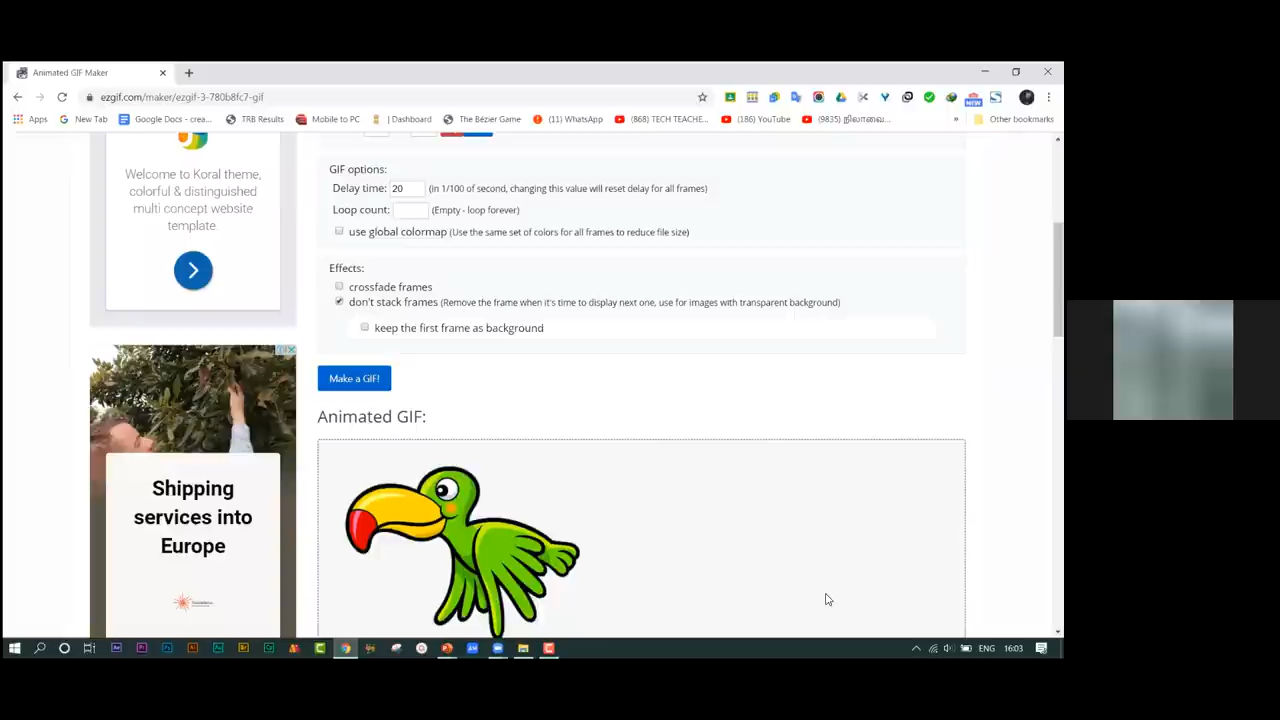 Animated GIF Maker
ezgif.com/maker/ezgif-3-780b8fc7-gif
NEW
Apps
New Tab
Google Docs - crea...
TRB Results
Mobile to PC
| Dashboard
The Bézier Game
(11) WhatsApp
(868) TECH TEACHE...
(186) YouTube
(9835) நிலாவை...
»
Other bookmarks
Welcome to Koral theme,
colorful & distinguished
multi concept website
template.
GIF options:
Delay time: 20 (in 1/100 of second, changing this value will reset delay for all frames)
Loop count: (Empty - loop forever)
use global colormap (Use the same set of colors for all frames to reduce file size)
Effects:
crossfade frames
don't stack frames (Remove the frame when it's time to display next one, use for images with transparent background)
keep the first frame as background
Make a GIF!
Animated GIF:
Shipping
services into
Europe
ENG
16:03